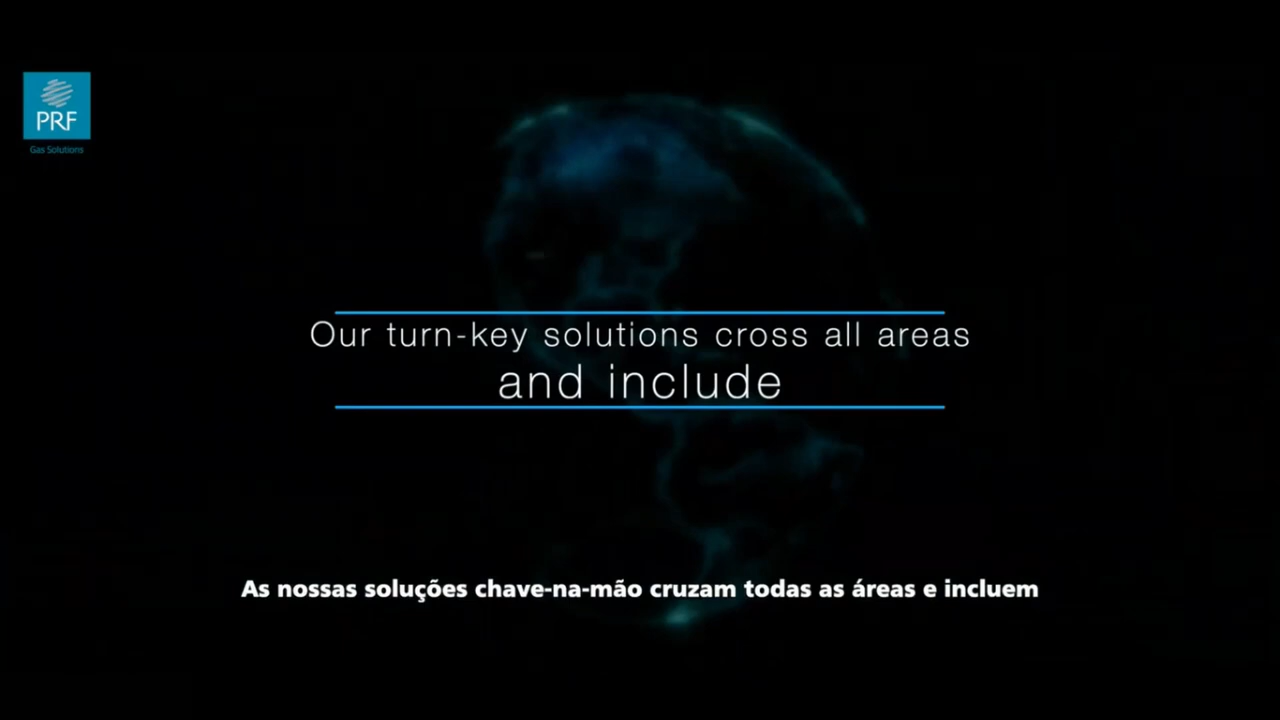 PRF
Gas Solutions
Our turn-key solutions cross all areas
and include
As nossas soluções chave-na-mão cruzam todas as áreas e incluem